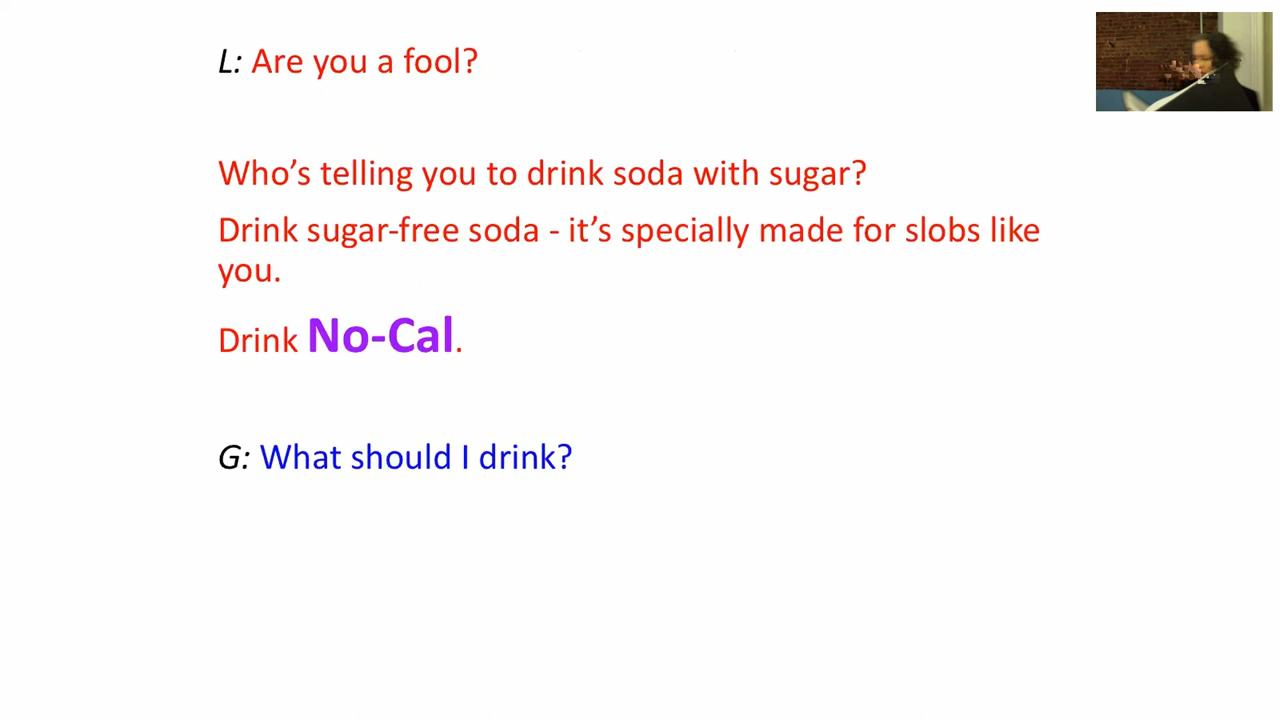 L: Are you a fool?
Who's telling you to drink soda with sugar?
Drink sugar-free soda - it's specially made for slobs like
you.
Drink No-Cal.
G: What should I drink?